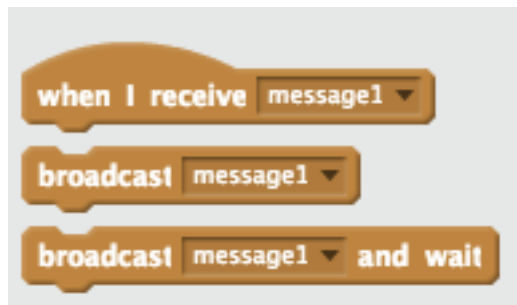 when I receive message1
broadcast message1
broadcast message1 and wait